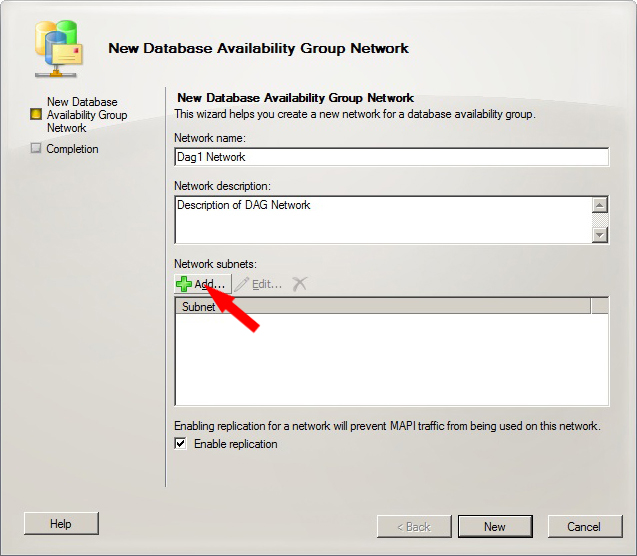 New Database Availability Group Network
New Database
Availability Group
Network
Completion
New Database Availability Group Network
This wizard helps you create a new network for a database availability group.
Network name:
Dag1 Network
Network description:
Description of DAG Network
Network subnets:
Add... Edit...
Subnet
Enabling replication for a network will prevent MAPI traffic from being used on this network.
Enable replication
Help < Back New Cancel